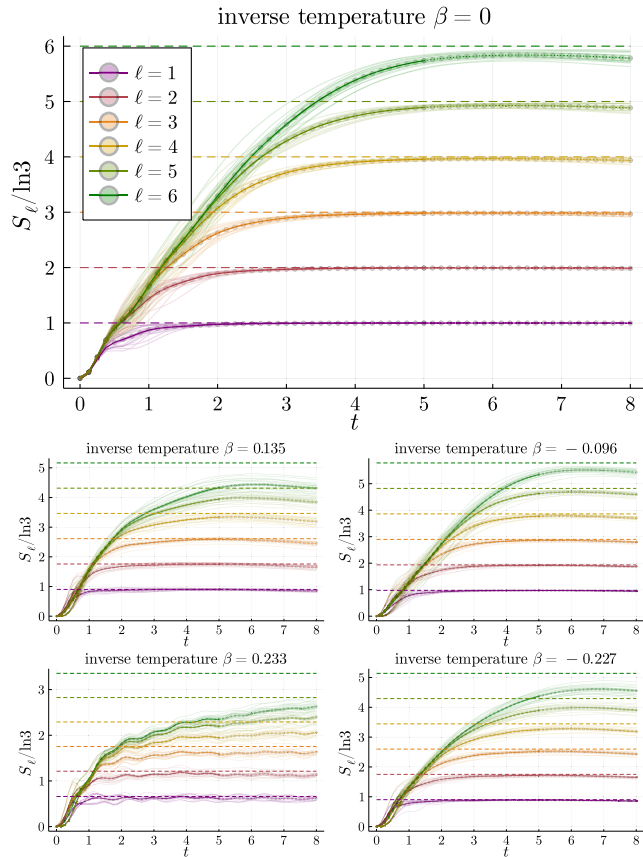 inverse temperature β = 0
6
5
4
3
2
1
0
S_ℓ/ln3
ℓ = 1
ℓ = 2
ℓ = 3
ℓ = 4
ℓ = 5
ℓ = 6
0 1 2 3 4 5 6 7 8
t
inverse temperature β = 0.135
5
4
3
2
1
0
S_ℓ/ln3
0 1 2 3 4 5 6 7 8
t
inverse temperature β = − 0.096
5
4
3
2
1
0
S_ℓ/ln3
0 1 2 3 4 5 6 7 8
t
inverse temperature β = 0.233
3
2
1
0
S_ℓ/ln3
0 1 2 3 4 5 6 7 8
t
inverse temperature β = − 0.227
5
4
3
2
1
0
S_ℓ/ln3
0 1 2 3 4 5 6 7 8
t